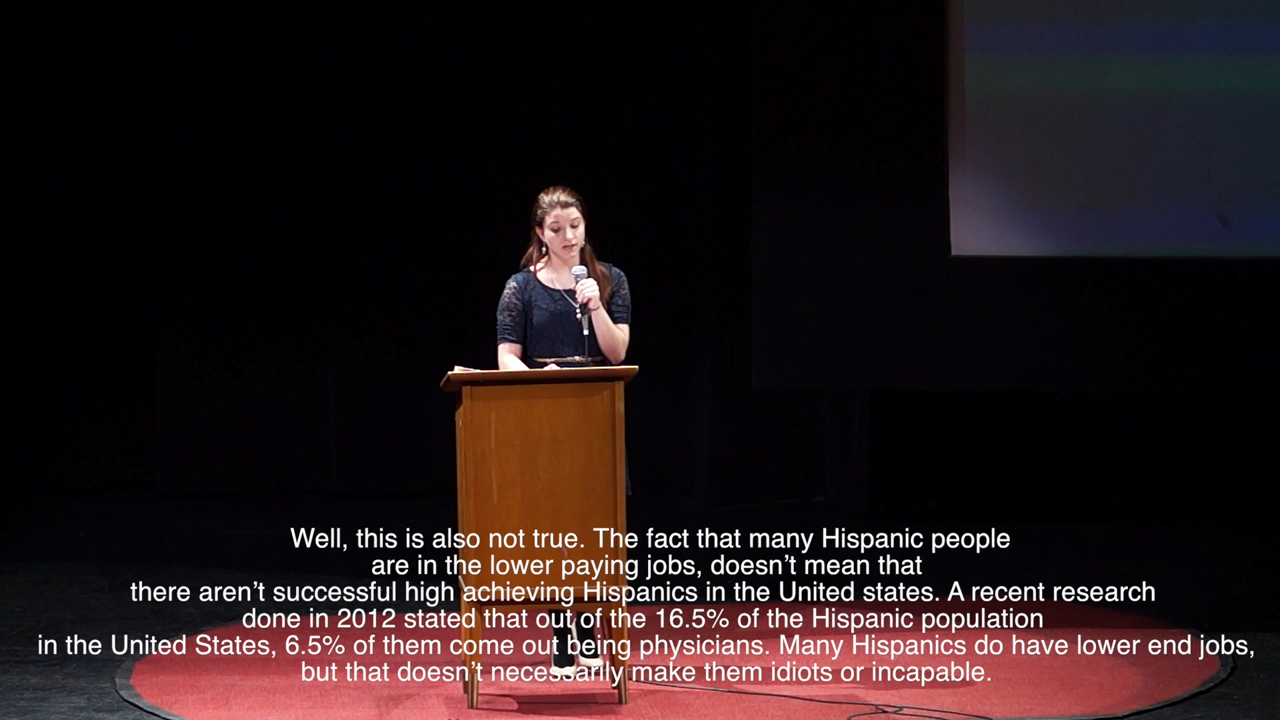 Well, this is also not true. The fact that many Hispanic people
are in the lower paying jobs, doesn't mean that
there aren't successful high achieving Hispanics in the United states. A recent research
done in 2012 stated that out of the 16.5% of the Hispanic population
in the United States, 6.5% of them come out being physicians. Many Hispanics do have lower end jobs,
but that doesn't necessarily make them idiots or incapable.